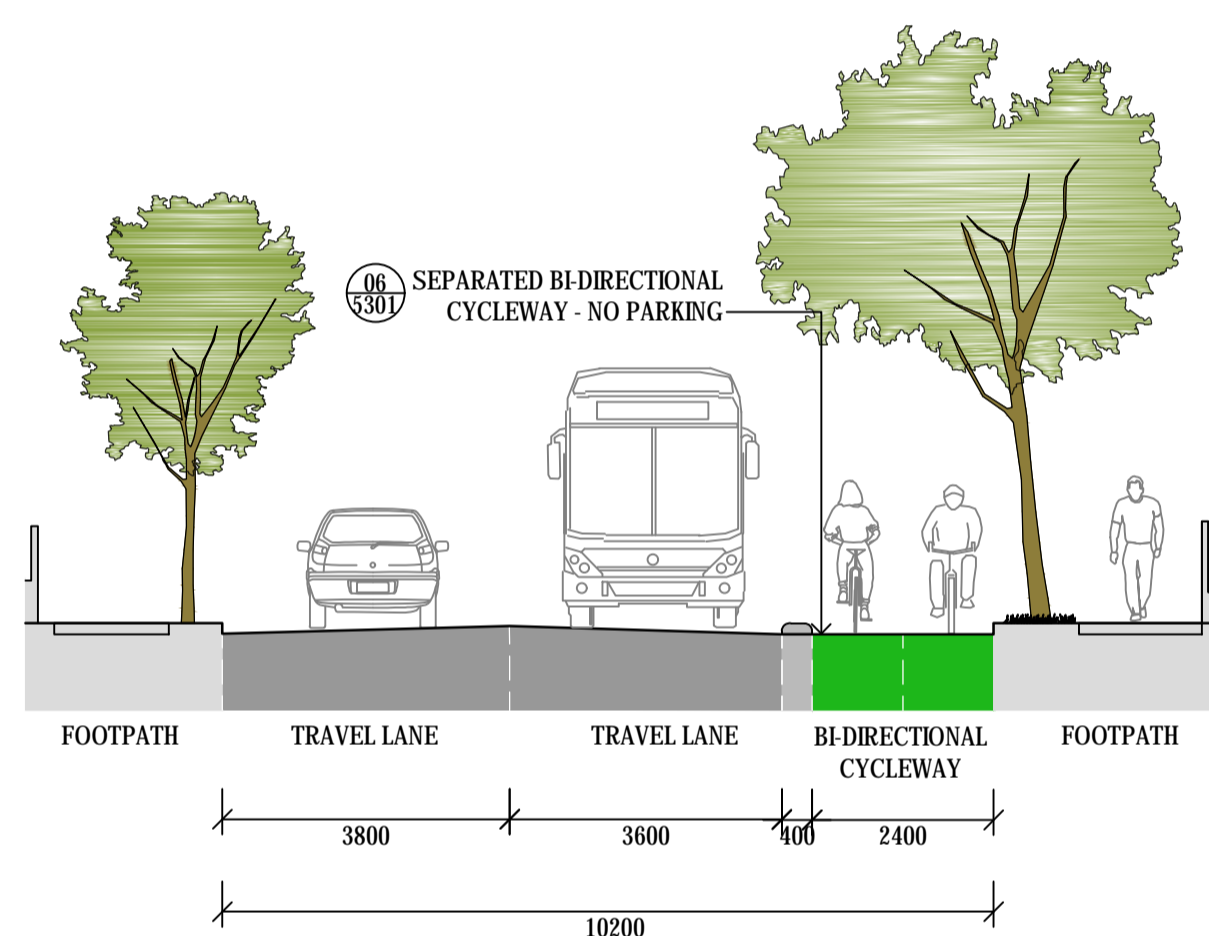 06
5301
SEPARATED BI-DIRECTIONAL
CYCLEWAY - NO PARKING
FOOTPATH
TRAVEL LANE
TRAVEL LANE
BI-DIRECTIONAL
CYCLEWAY
FOOTPATH
3800
3600
400
2400
10200